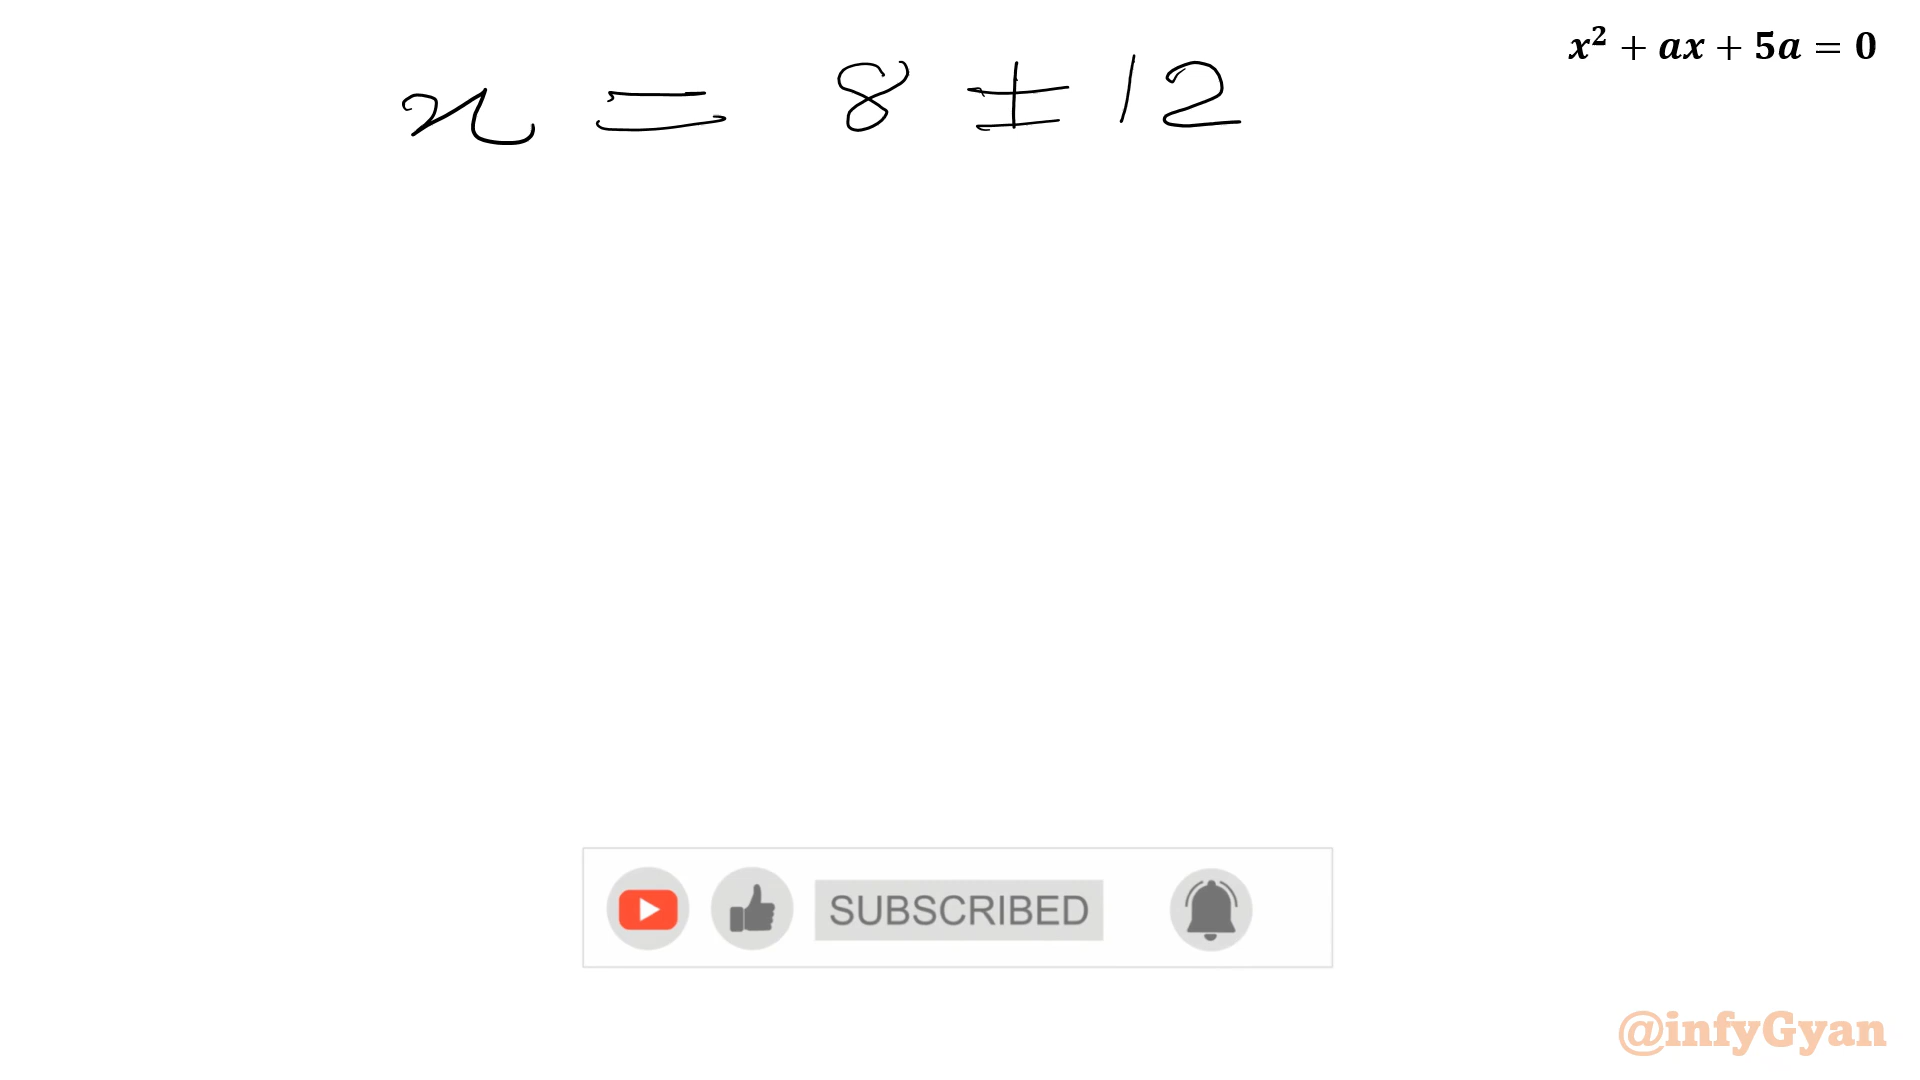 x² + ax + 5a = 0
x = 8 ± 12
SUBSCRIBED
@infyGyan